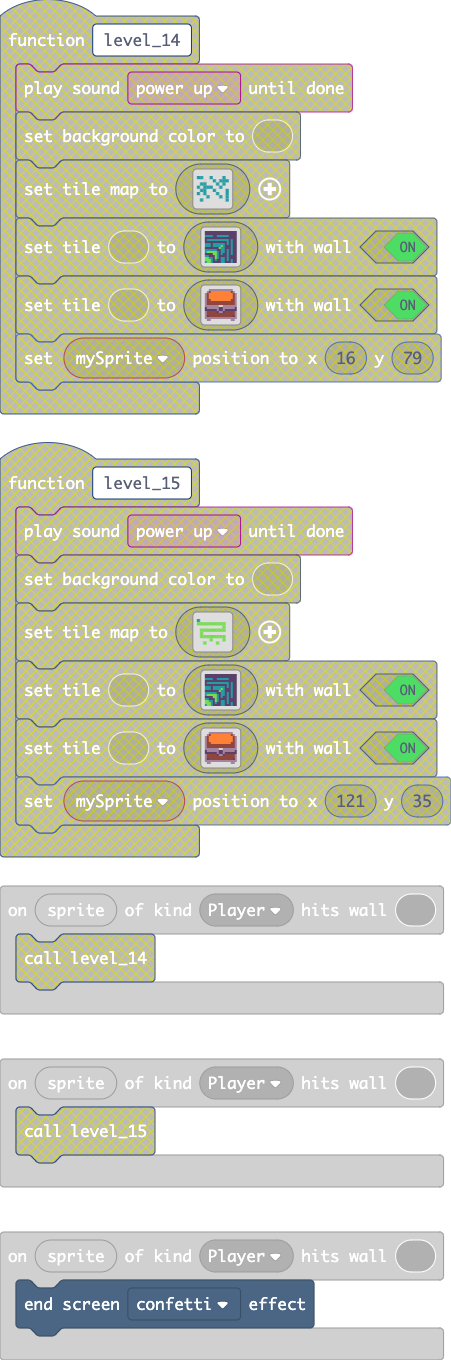 function level_14
play sound power up until done
set background color to
set tile map to
set tile to with wall ON
set tile to with wall ON
set mySprite position to x 16 y 79
function level_15
play sound power up until done
set background color to
set tile map to
set tile to with wall ON
set tile to with wall ON
set mySprite position to x 121 y 35
on sprite of kind Player hits wall
call level_14
on sprite of kind Player hits wall
call level_15
on sprite of kind Player hits wall
end screen confetti effect